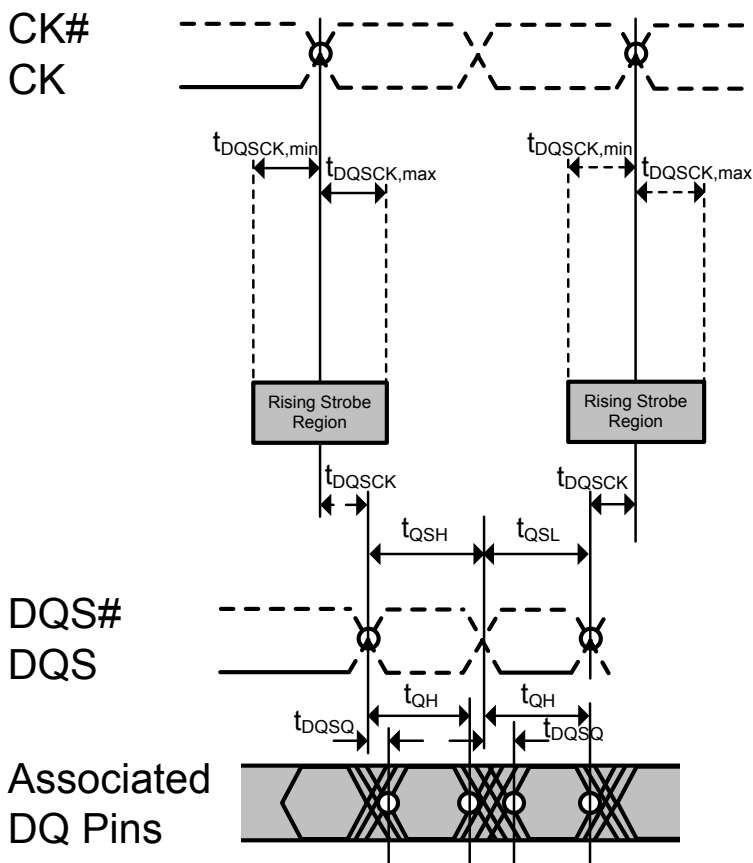 CK#
CK
tDQSCK,min
tDQSCK,max
tDQSCK,min
tDQSCK,max
Rising Strobe
Region
Rising Strobe
Region
tDQSCK
tDQSCK
tQSH
tQSL
DQS#
DQS
tQH
tQH
tDQSQ
tDQSQ
Associated
DQ Pins